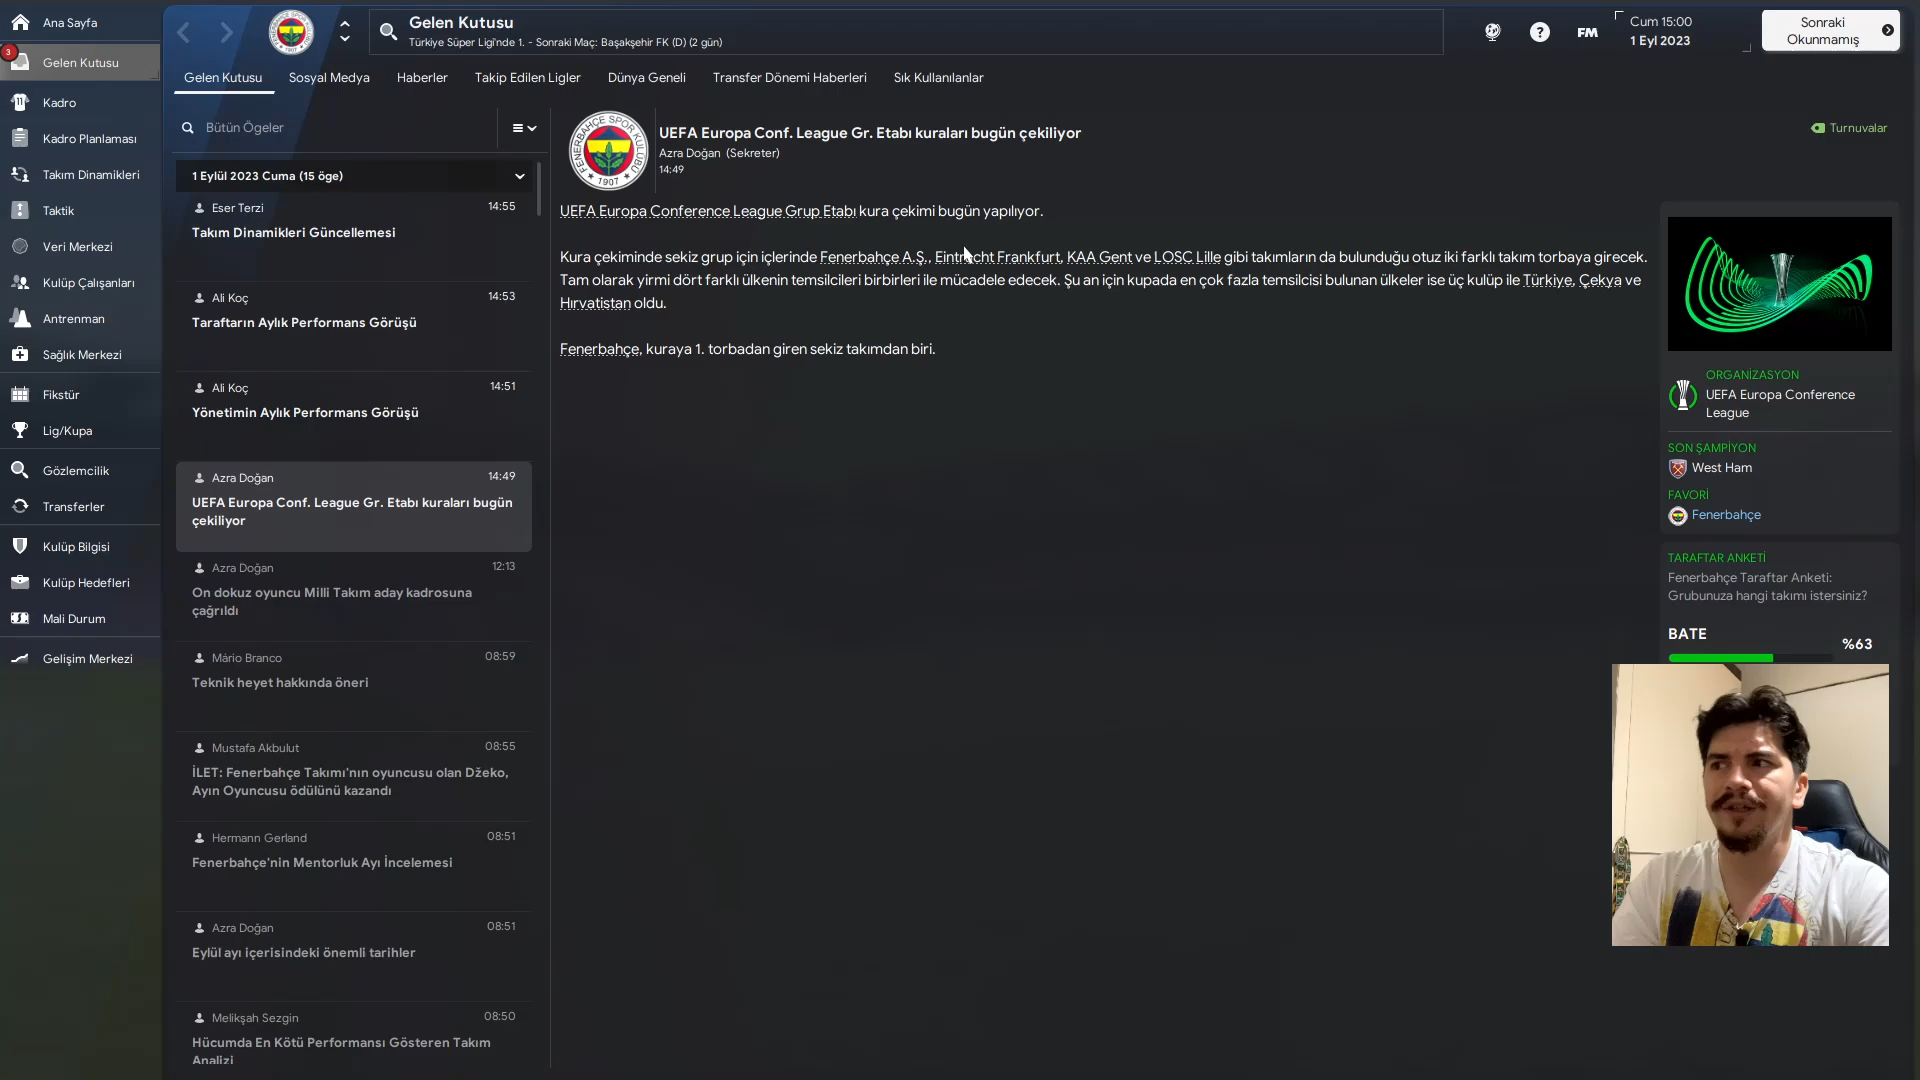 Ana Sayfa
3
Gelen Kutusu
Kadro
Kadro Planlaması
Takım Dinamikleri
Taktik
Veri Merkezi
Kulüp Çalışanları
Antrenman
Sağlık Merkezi
Fikstür
Lig/Kupa
Gözlemcilik
Transferler
Kulüp Bilgisi
Kulüp Hedefleri
Mali Durum
Gelişim Merkezi
Gelen Kutusu
Türkiye Süper Ligi'nde 1. - Sonraki Maç: Başakşehir FK (D) (2 gün)
?
FM
Cum 15:00
1 Eyl 2023
Sonraki
Okunmamış
Gelen Kutusu Sosyal Medya Haberler Takip Edilen Ligler Dünya Geneli Transfer Dönemi Haberleri Sık Kullanılanlar
Bütün Ögeler
1 Eylül 2023 Cuma (15 öge)
Eser Terzi 14:55
Takım Dinamikleri Güncellemesi
Ali Koç 14:53
Taraftarın Aylık Performans Görüşü
Ali Koç 14:51
Yönetimin Aylık Performans Görüşü
Azra Doğan 14:49
UEFA Europa Conf. League Gr. Etabı kuraları bugün
çekiliyor
Azra Doğan 12:13
On dokuz oyuncu Milli Takım aday kadrosuna
çağrıldı
Mário Branco 08:59
Teknik heyet hakkında öneri
Mustafa Akbulut 08:55
İLET: Fenerbahçe Takımı'nın oyuncusu olan Džeko,
Ayın Oyuncusu ödülünü kazandı
Hermann Gerland 08:51
Fenerbahçe'nin Mentorluk Ayı İncelemesi
Azra Doğan 08:51
Eylül ayı içerisindeki önemli tarihler
Melikşah Sezgin 08:50
Hücumda En Kötü Performansı Gösteren Takım
Analizi
FENERBAHÇE SPOR KULÜBÜ
1907
UEFA Europa Conf. League Gr. Etabı kuraları bugün çekiliyor
Azra Doğan (Sekreter)
14:49
Turnuvalar
UEFA Europa Conference League Grup Etabı kura çekimi bugün yapılıyor.
Kura çekiminde sekiz grup için içlerinde Fenerbahçe A.Ş., Eintracht Frankfurt, KAA Gent ve LOSC Lille gibi takımların da bulunduğu otuz iki farklı takım torbaya girecek.
Tam olarak yirmi dört farklı ülkenin temsilcileri birbirleri ile mücadele edecek. Şu an için kupada en çok fazla temsilcisi bulunan ülkeler ise üç kulüp ile Türkiye, Çekya ve
Hırvatistan oldu.
Fenerbahçe, kuraya 1. torbadan giren sekiz takımdan biri.
ORGANİZASYON
UEFA Europa Conference
League
SON ŞAMPİYON
West Ham
FAVORİ
Fenerbahçe
TARAFTAR ANKETİ
Fenerbahçe Taraftar Anketi:
Grubunuza hangi takımı istersiniz?
BATE
%63